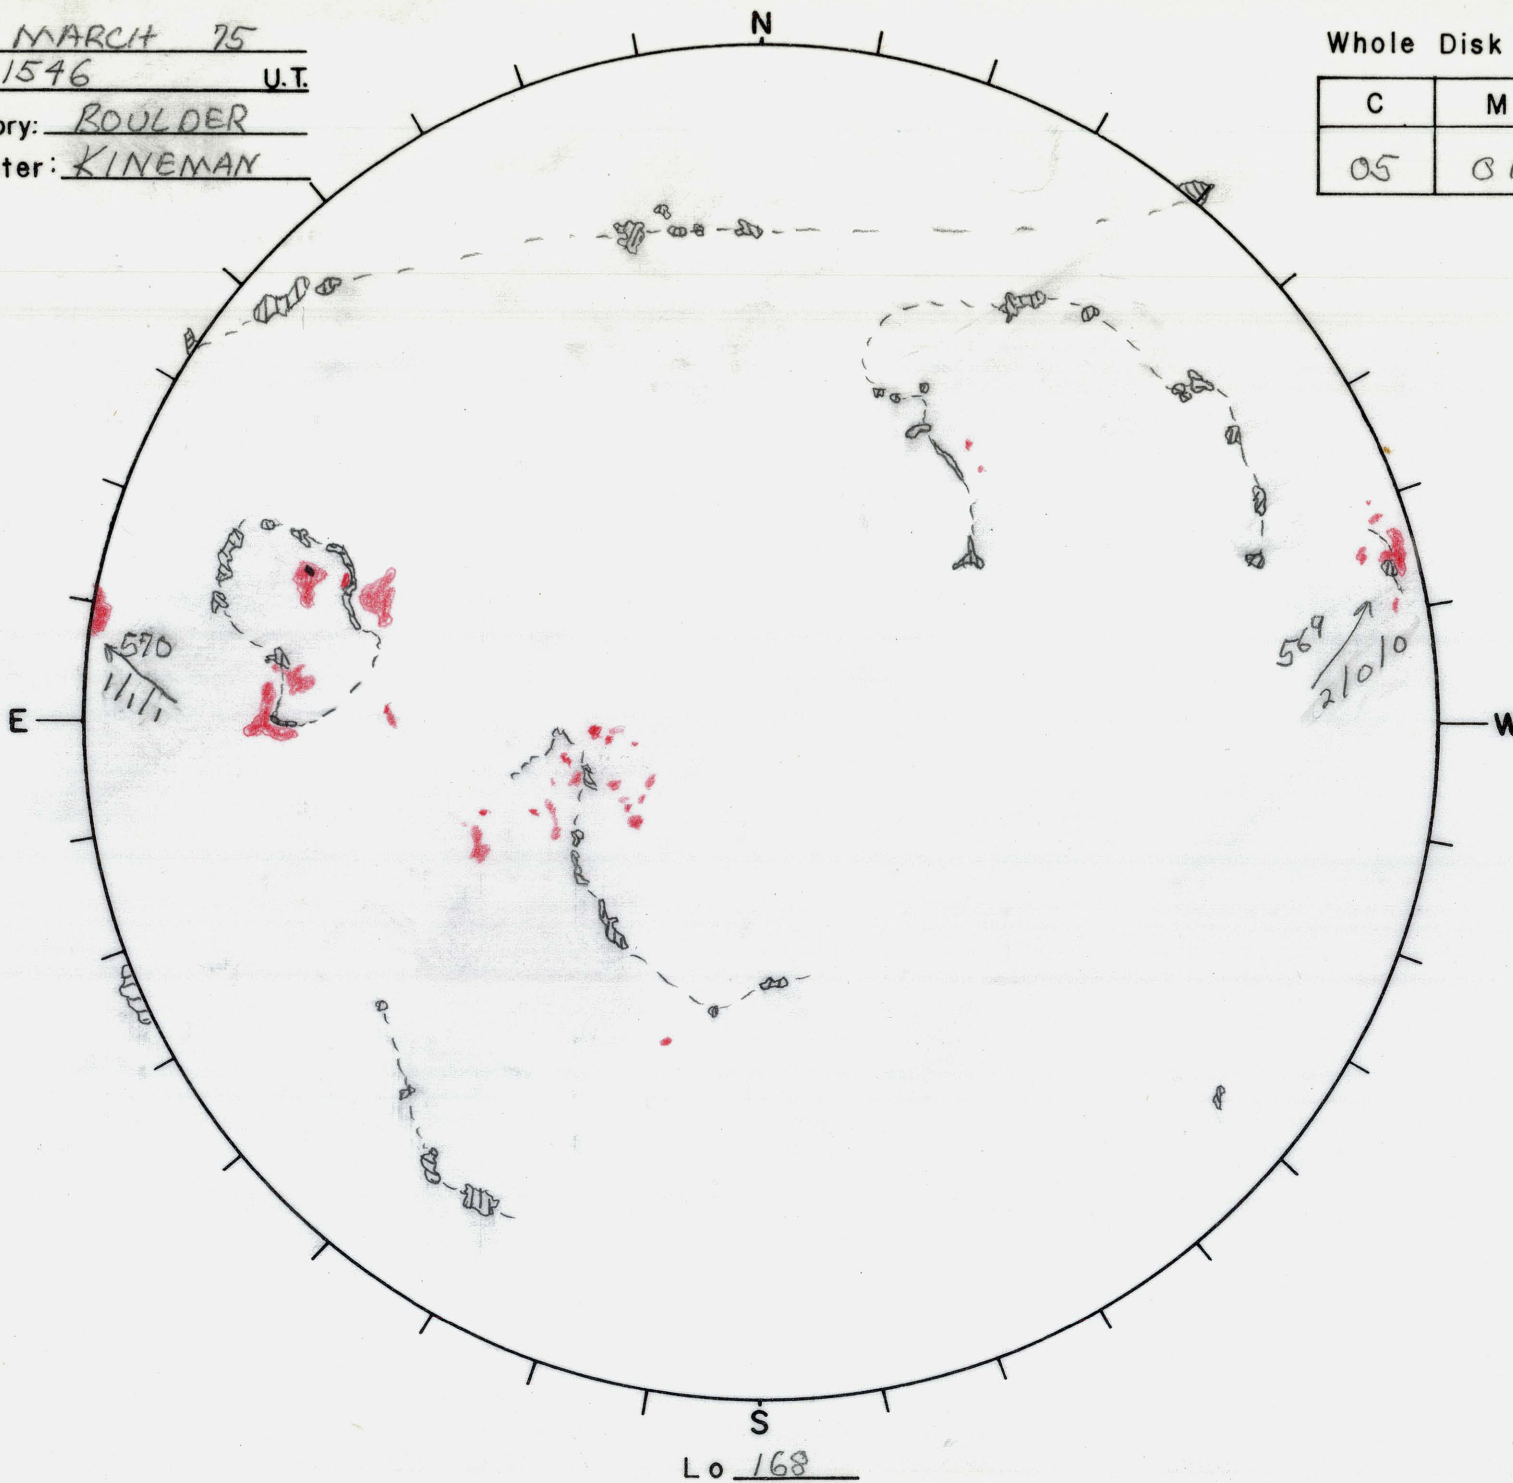 MARCH 75
1546 U.T.
ory: BOULDER
ter: KINEMAN
N
Whole Disk
C M
05
570
1/1/1
569
2/0/0
E
W
S
Lo 168